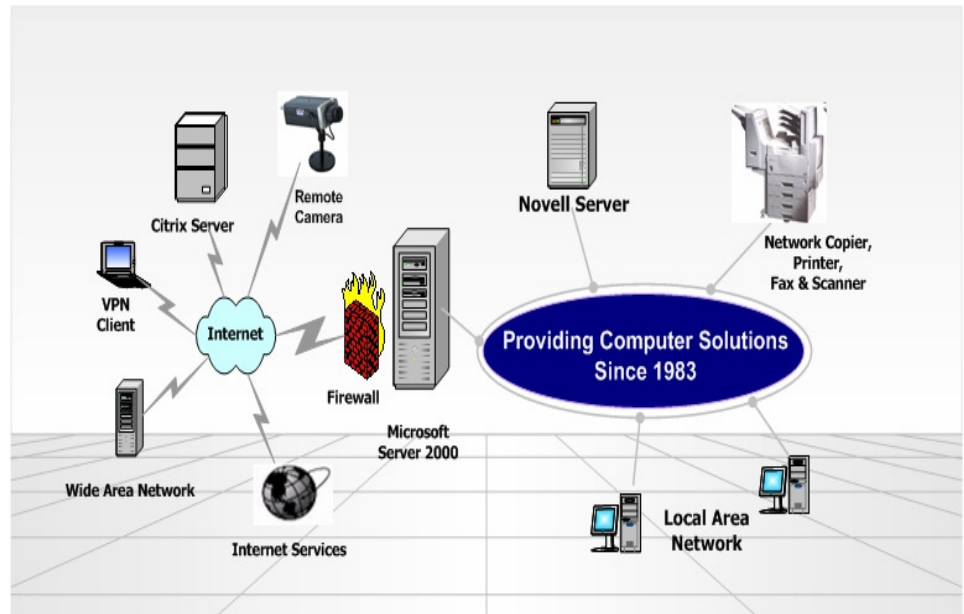 Citrix Server
Remote
Camera
Novell Server
Network Copier,
Printer,
Fax & Scanner
VPN
Client
Internet
Firewall
Microsoft
Server 2000
Providing Computer Solutions
Since 1983
Wide Area Network
Internet Services
Local Area
Network